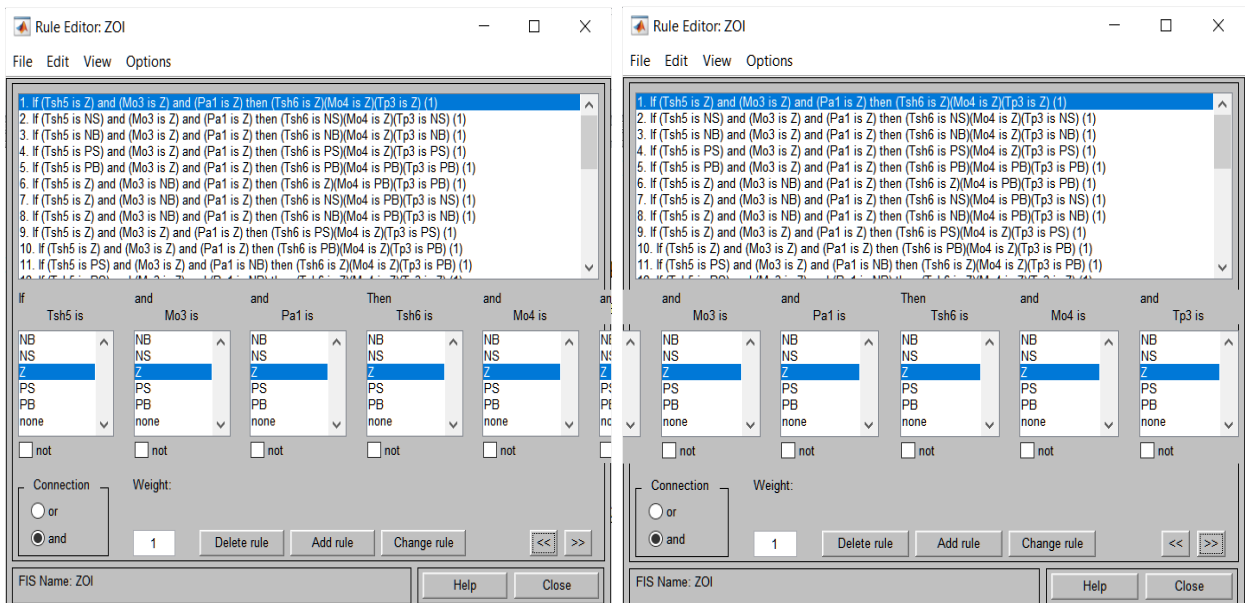 Rule Editor: ZOI
File Edit View Options
1. If (Tsh5 is Z) and (Mo3 is Z) and (Pa1 is Z) then (Tsh6 is Z)(Mo4 is Z)(Tp3 is Z) (1)
2. If (Tsh5 is NS) and (Mo3 is Z) and (Pa1 is Z) then (Tsh6 is NS)(Mo4 is Z)(Tp3 is NS) (1)
3. If (Tsh5 is NB) and (Mo3 is Z) and (Pa1 is Z) then (Tsh6 is NB)(Mo4 is Z)(Tp3 is NB) (1)
4. If (Tsh5 is PS) and (Mo3 is Z) and (Pa1 is Z) then (Tsh6 is PS)(Mo4 is Z)(Tp3 is PS) (1)
5. If (Tsh5 is PB) and (Mo3 is Z) and (Pa1 is Z) then (Tsh6 is PB)(Mo4 is PB)(Tp3 is PB) (1)
6. If (Tsh5 is Z) and (Mo3 is NB) and (Pa1 is Z) then (Tsh6 is Z)(Mo4 is PB)(Tp3 is PB) (1)
7. If (Tsh5 is Z) and (Mo3 is NB) and (Pa1 is Z) then (Tsh6 is NS)(Mo4 is PB)(Tp3 is NS) (1)
8. If (Tsh5 is Z) and (Mo3 is NB) and (Pa1 is Z) then (Tsh6 is NB)(Mo4 is PB)(Tp3 is NB) (1)
9. If (Tsh5 is Z) and (Mo3 is Z) and (Pa1 is Z) then (Tsh6 is PS)(Mo4 is Z)(Tp3 is PS) (1)
10. If (Tsh5 is Z) and (Mo3 is Z) and (Pa1 is Z) then (Tsh6 is PB)(Mo4 is Z)(Tp3 is PB) (1)
11. If (Tsh5 is PS) and (Mo3 is Z) and (Pa1 is NB) then (Tsh6 is Z)(Mo4 is Z)(Tp3 is PB) (1)
If and and Then and
Tsh5 is Mo3 is Pa1 is Tsh6 is Mo4 is
NB NB NB NB NB
NS NS NS NS NS
Z Z Z Z Z
PS PS PS PS PS
PB PB PB PB PB
none none none none none
not not not not not
Connection Weight:
or
and 1 Delete rule Add rule Change rule << >>
FIS Name: ZOI Help Close
Rule Editor: ZOI
File Edit View Options
1. If (Tsh5 is Z) and (Mo3 is Z) and (Pa1 is Z) then (Tsh6 is Z)(Mo4 is Z)(Tp3 is Z) (1)
2. If (Tsh5 is NS) and (Mo3 is Z) and (Pa1 is Z) then (Tsh6 is NS)(Mo4 is Z)(Tp3 is NS) (1)
3. If (Tsh5 is NB) and (Mo3 is Z) and (Pa1 is Z) then (Tsh6 is NB)(Mo4 is Z)(Tp3 is NB) (1)
4. If (Tsh5 is PS) and (Mo3 is Z) and (Pa1 is Z) then (Tsh6 is PS)(Mo4 is Z)(Tp3 is PS) (1)
5. If (Tsh5 is PB) and (Mo3 is Z) and (Pa1 is Z) then (Tsh6 is PB)(Mo4 is PB)(Tp3 is PB) (1)
6. If (Tsh5 is Z) and (Mo3 is NB) and (Pa1 is Z) then (Tsh6 is Z)(Mo4 is PB)(Tp3 is PB) (1)
7. If (Tsh5 is Z) and (Mo3 is NB) and (Pa1 is Z) then (Tsh6 is NS)(Mo4 is PB)(Tp3 is NS) (1)
8. If (Tsh5 is Z) and (Mo3 is NB) and (Pa1 is Z) then (Tsh6 is NB)(Mo4 is PB)(Tp3 is NB) (1)
9. If (Tsh5 is Z) and (Mo3 is Z) and (Pa1 is Z) then (Tsh6 is PS)(Mo4 is Z)(Tp3 is PS) (1)
10. If (Tsh5 is Z) and (Mo3 is Z) and (Pa1 is Z) then (Tsh6 is PB)(Mo4 is Z)(Tp3 is PB) (1)
11. If (Tsh5 is PS) and (Mo3 is Z) and (Pa1 is NB) then (Tsh6 is Z)(Mo4 is Z)(Tp3 is PB) (1)
and and Then and and
Mo3 is Pa1 is Tsh6 is Mo4 is Tp3 is
NB NB NB NB NB
NS NS NS NS NS
Z Z Z Z Z
PS PS PS PS PS
PB PB PB PB PB
none none none none none
not not not not not
Connection Weight:
or
and 1 Delete rule Add rule Change rule << >>
FIS Name: ZOI Help Close